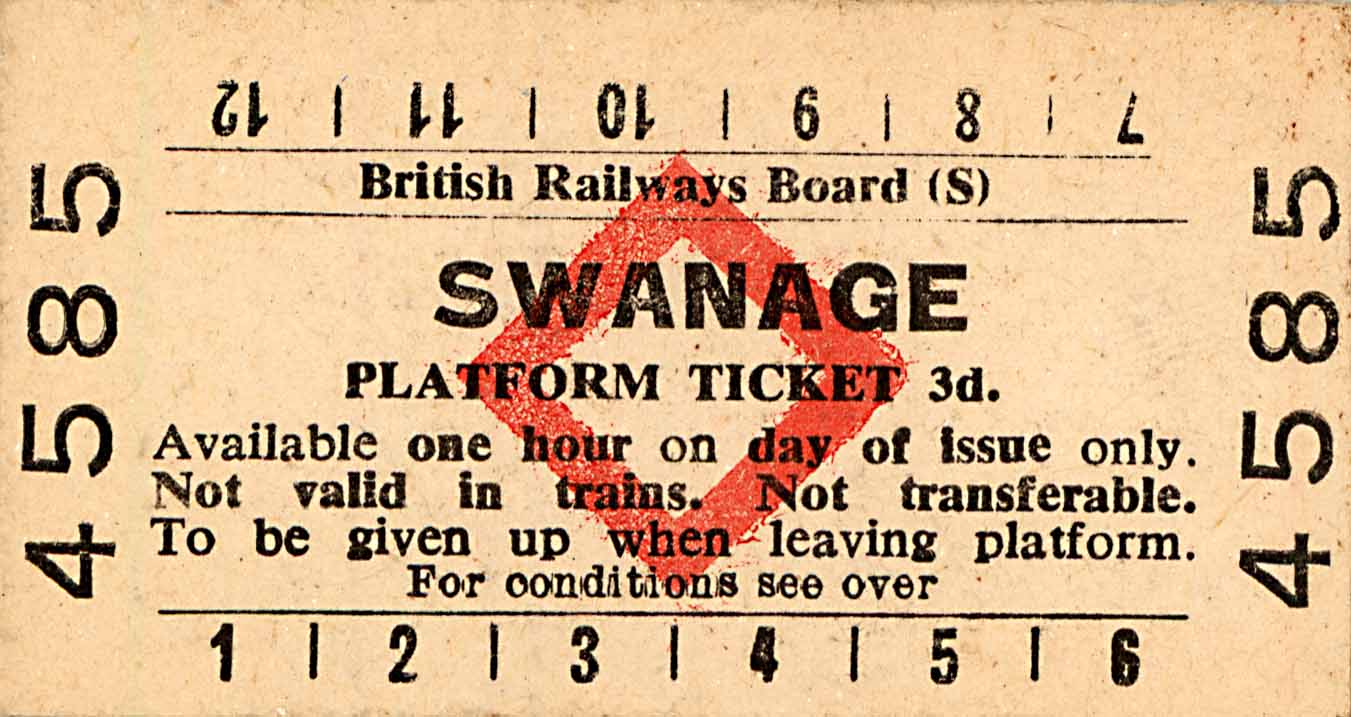 12 | 11 | 10 | 9 | 8 | 7
British Railways Board (S)
SWANAGE
PLATFORM TICKET 3d.
Available one hour on day of issue only.
Not valid in trains. Not transferable.
To be given up when leaving platform.
For conditions see over
1 | 2 | 3 | 4 | 5 | 6
4585
4585